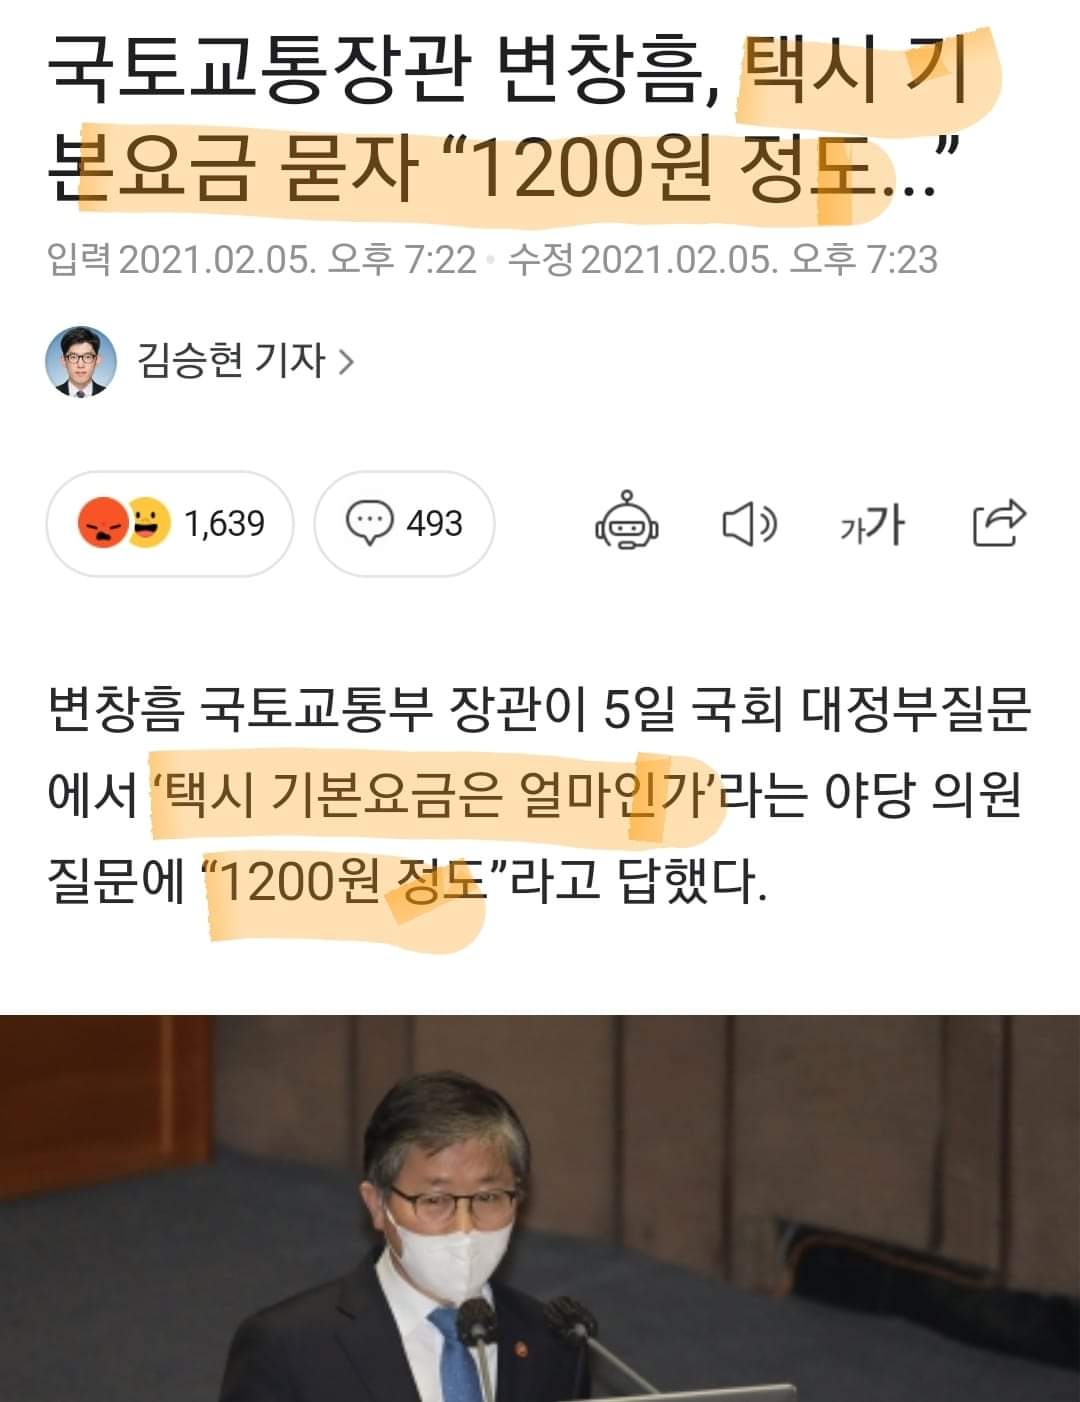 국토교통장관 변창흠, 택시 기
본요금 묻자 “1200원 정도...”
입력 2021.02.05. 오후 7:22 · 수정 2021.02.05. 오후 7:23
김승현 기자 >
1,639 493 가가
변창흠 국토교통부 장관이 5일 국회 대정부질문
에서 ‘택시 기본요금은 얼마인가’라는 야당 의원
질문에 “1200원 정도”라고 답했다.